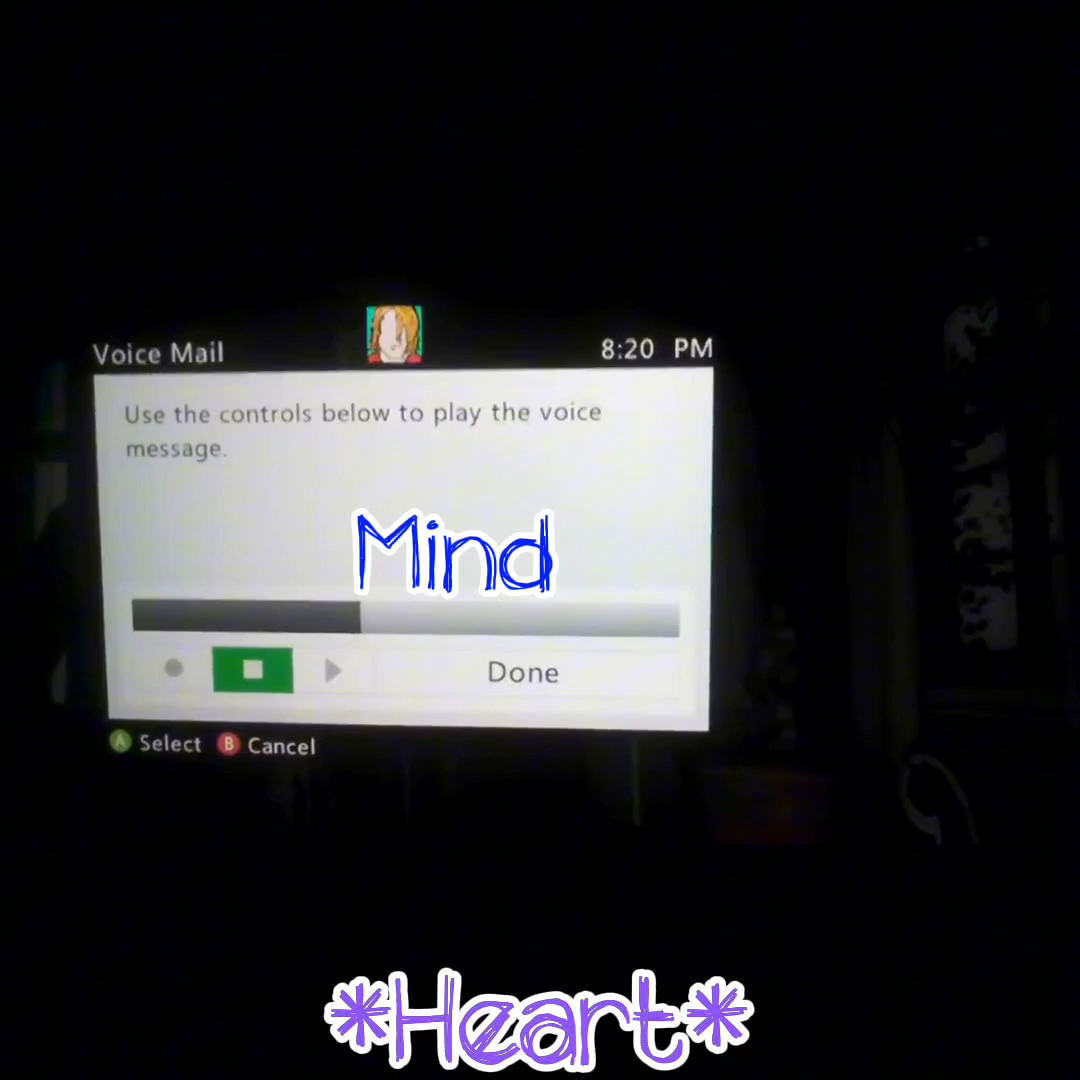 Voice Mail
8:20 PM
Use the controls below to play the voice
message.
Mind
Done
A Select B Cancel
*Heart*